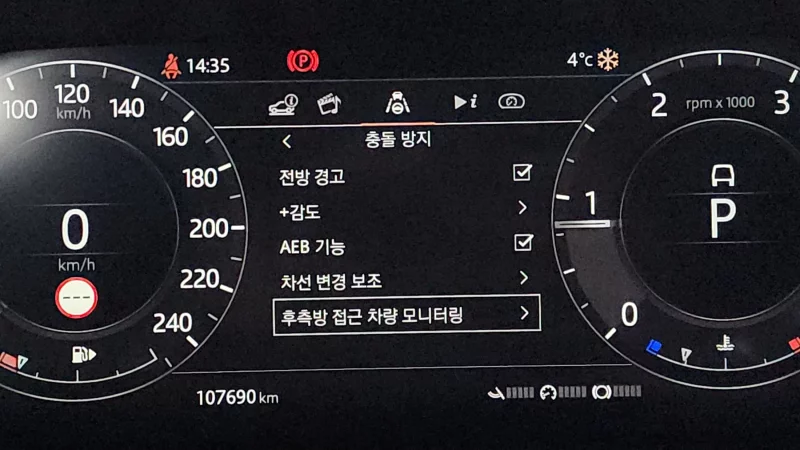 14:35
P
4°C
100
120
140
160
180
200
220
240
km/h
0
km/h
---
i
i
충돌 방지
전방 경고
+감도
AEB 기능
차선 변경 보조
후측방 접근 차량 모니터링
2
rpm x 1000
3
1
0
P
107690 km